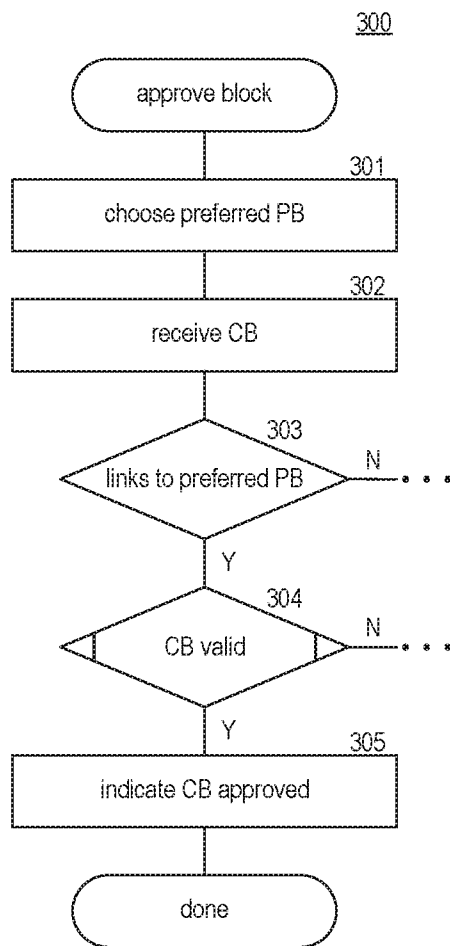 300
approve block
301
choose preferred PB
302
receive CB
303
links to preferred PB
N
Y
304
CB valid
N
Y
305
indicate CB approved
done